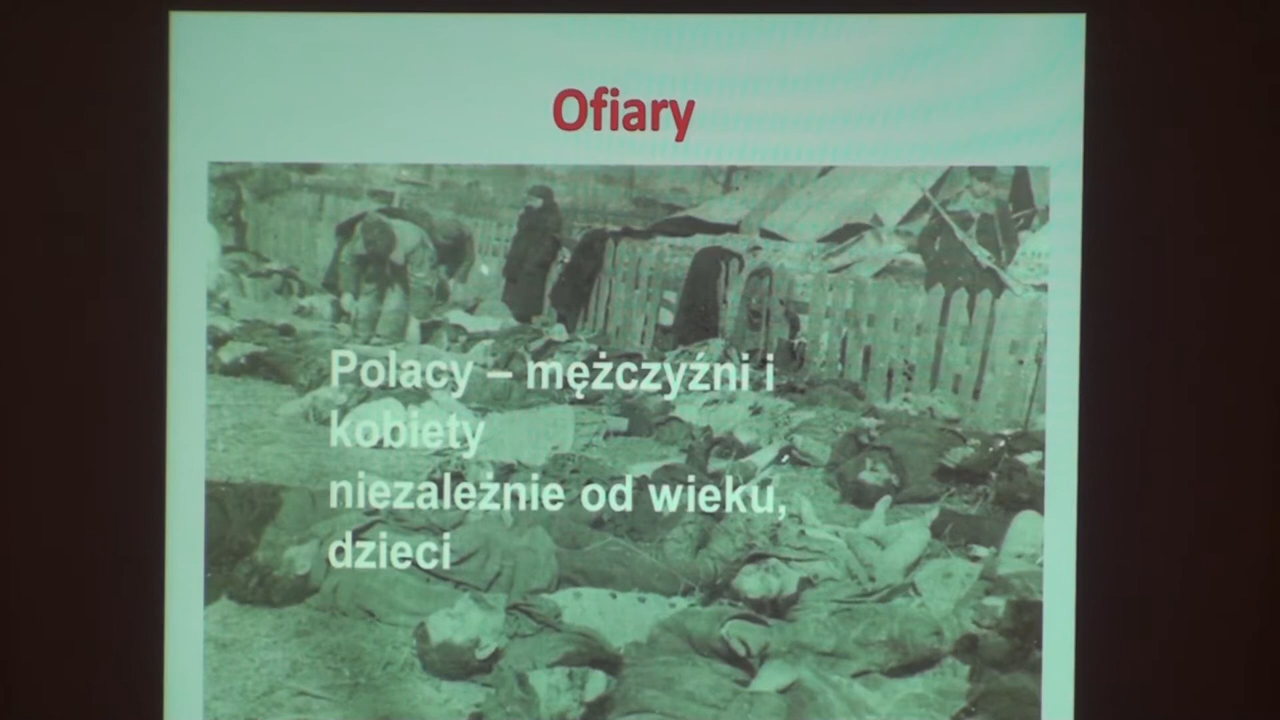 Ofiary
Polacy – mężczyźni i
kobiety
niezależnie od wieku,
dzieci